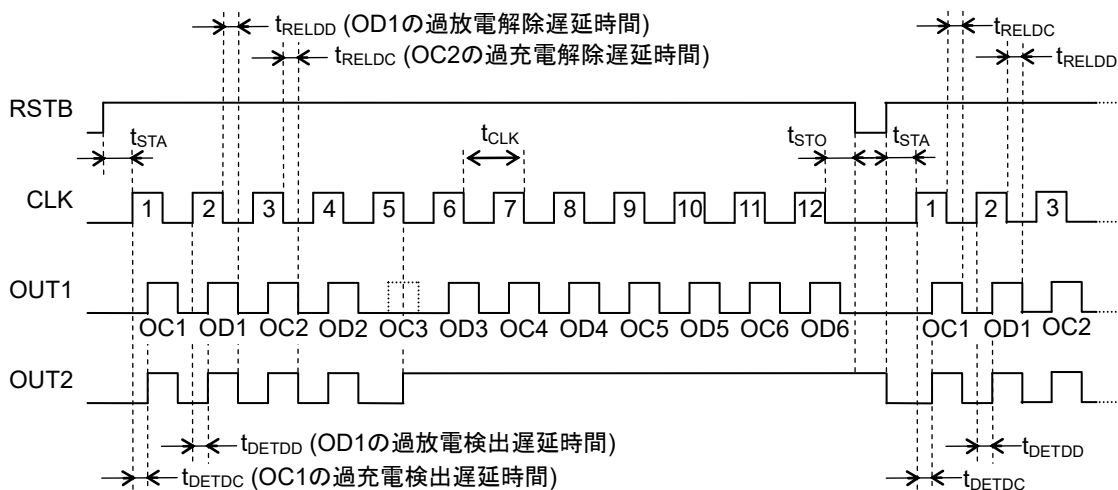 tRELDD (OD1の過放電解除遅延時間)
tRELDC (OC2の過充電解除遅延時間)
tRELDC
tRELDD
RSTB
tSTA
tCLK
tSTO
tSTA
CLK
1 2 3 4 5 6 7 8 9 10 11 12 1 2 3
OUT1
OC1 OD1 OC2 OD2 OC3 OD3 OC4 OD4 OC5 OD5 OC6 OD6 OC1 OD1 OC2
OUT2
tDETDD (OD1の過放電検出遅延時間)
tDETDC (OC1の過充電検出遅延時間)
tDETDD
tDETDC